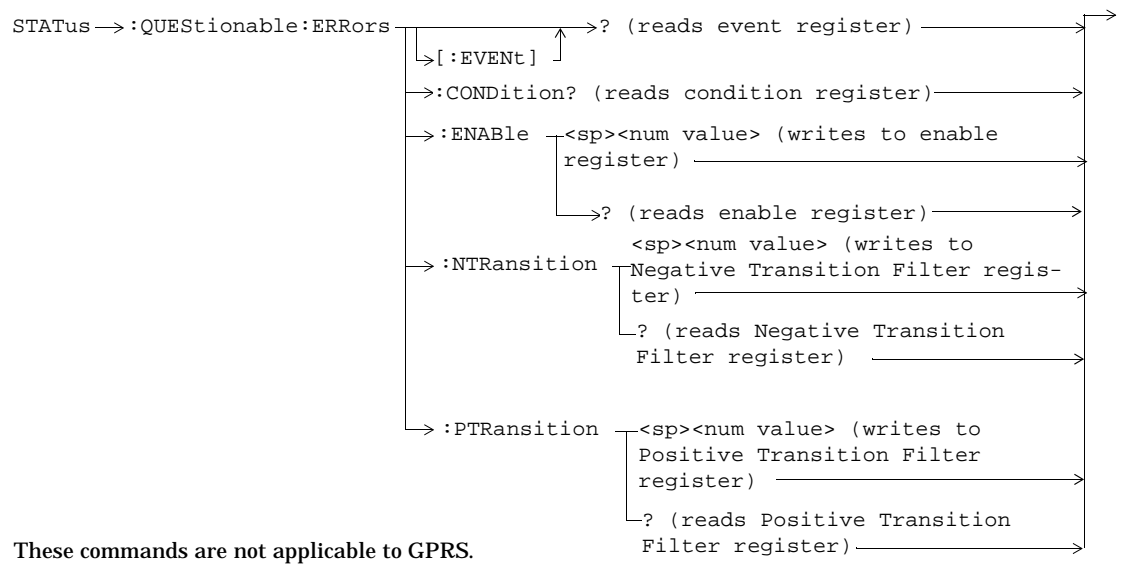 STATus :QUEStionable:ERRors ? (reads event register)
[:EVENt]
:CONDition? (reads condition register)
:ENABle <sp><num value> (writes to enable
register)
? (reads enable register)
<sp><num value> (writes to
:NTRansition Negative Transition Filter regis-
ter)
? (reads Negative Transition
Filter register)
:PTRansition <sp><num value> (writes to
Positive Transition Filter
register)
? (reads Positive Transition
Filter register)
These commands are not applicable to GPRS.